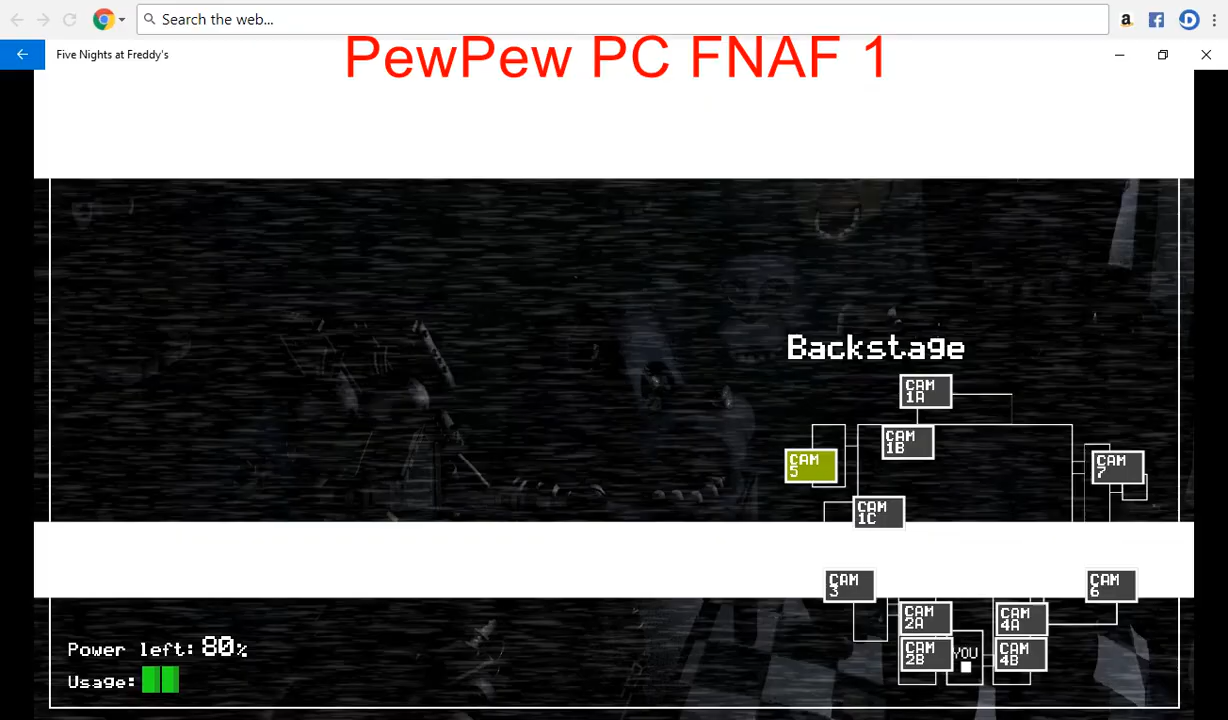 Search the web...
a
Five Nights at Freddy's
PewPew PC FNAF 1
Backstage
CAM
1A
CAM
1B
CAM
5
CAM
7
CAM
1C
CAM
3
CAM
6
CAM
2A
CAM
4A
CAM
2B
YOU
CAM
4B
Power left: 80%
Usage: